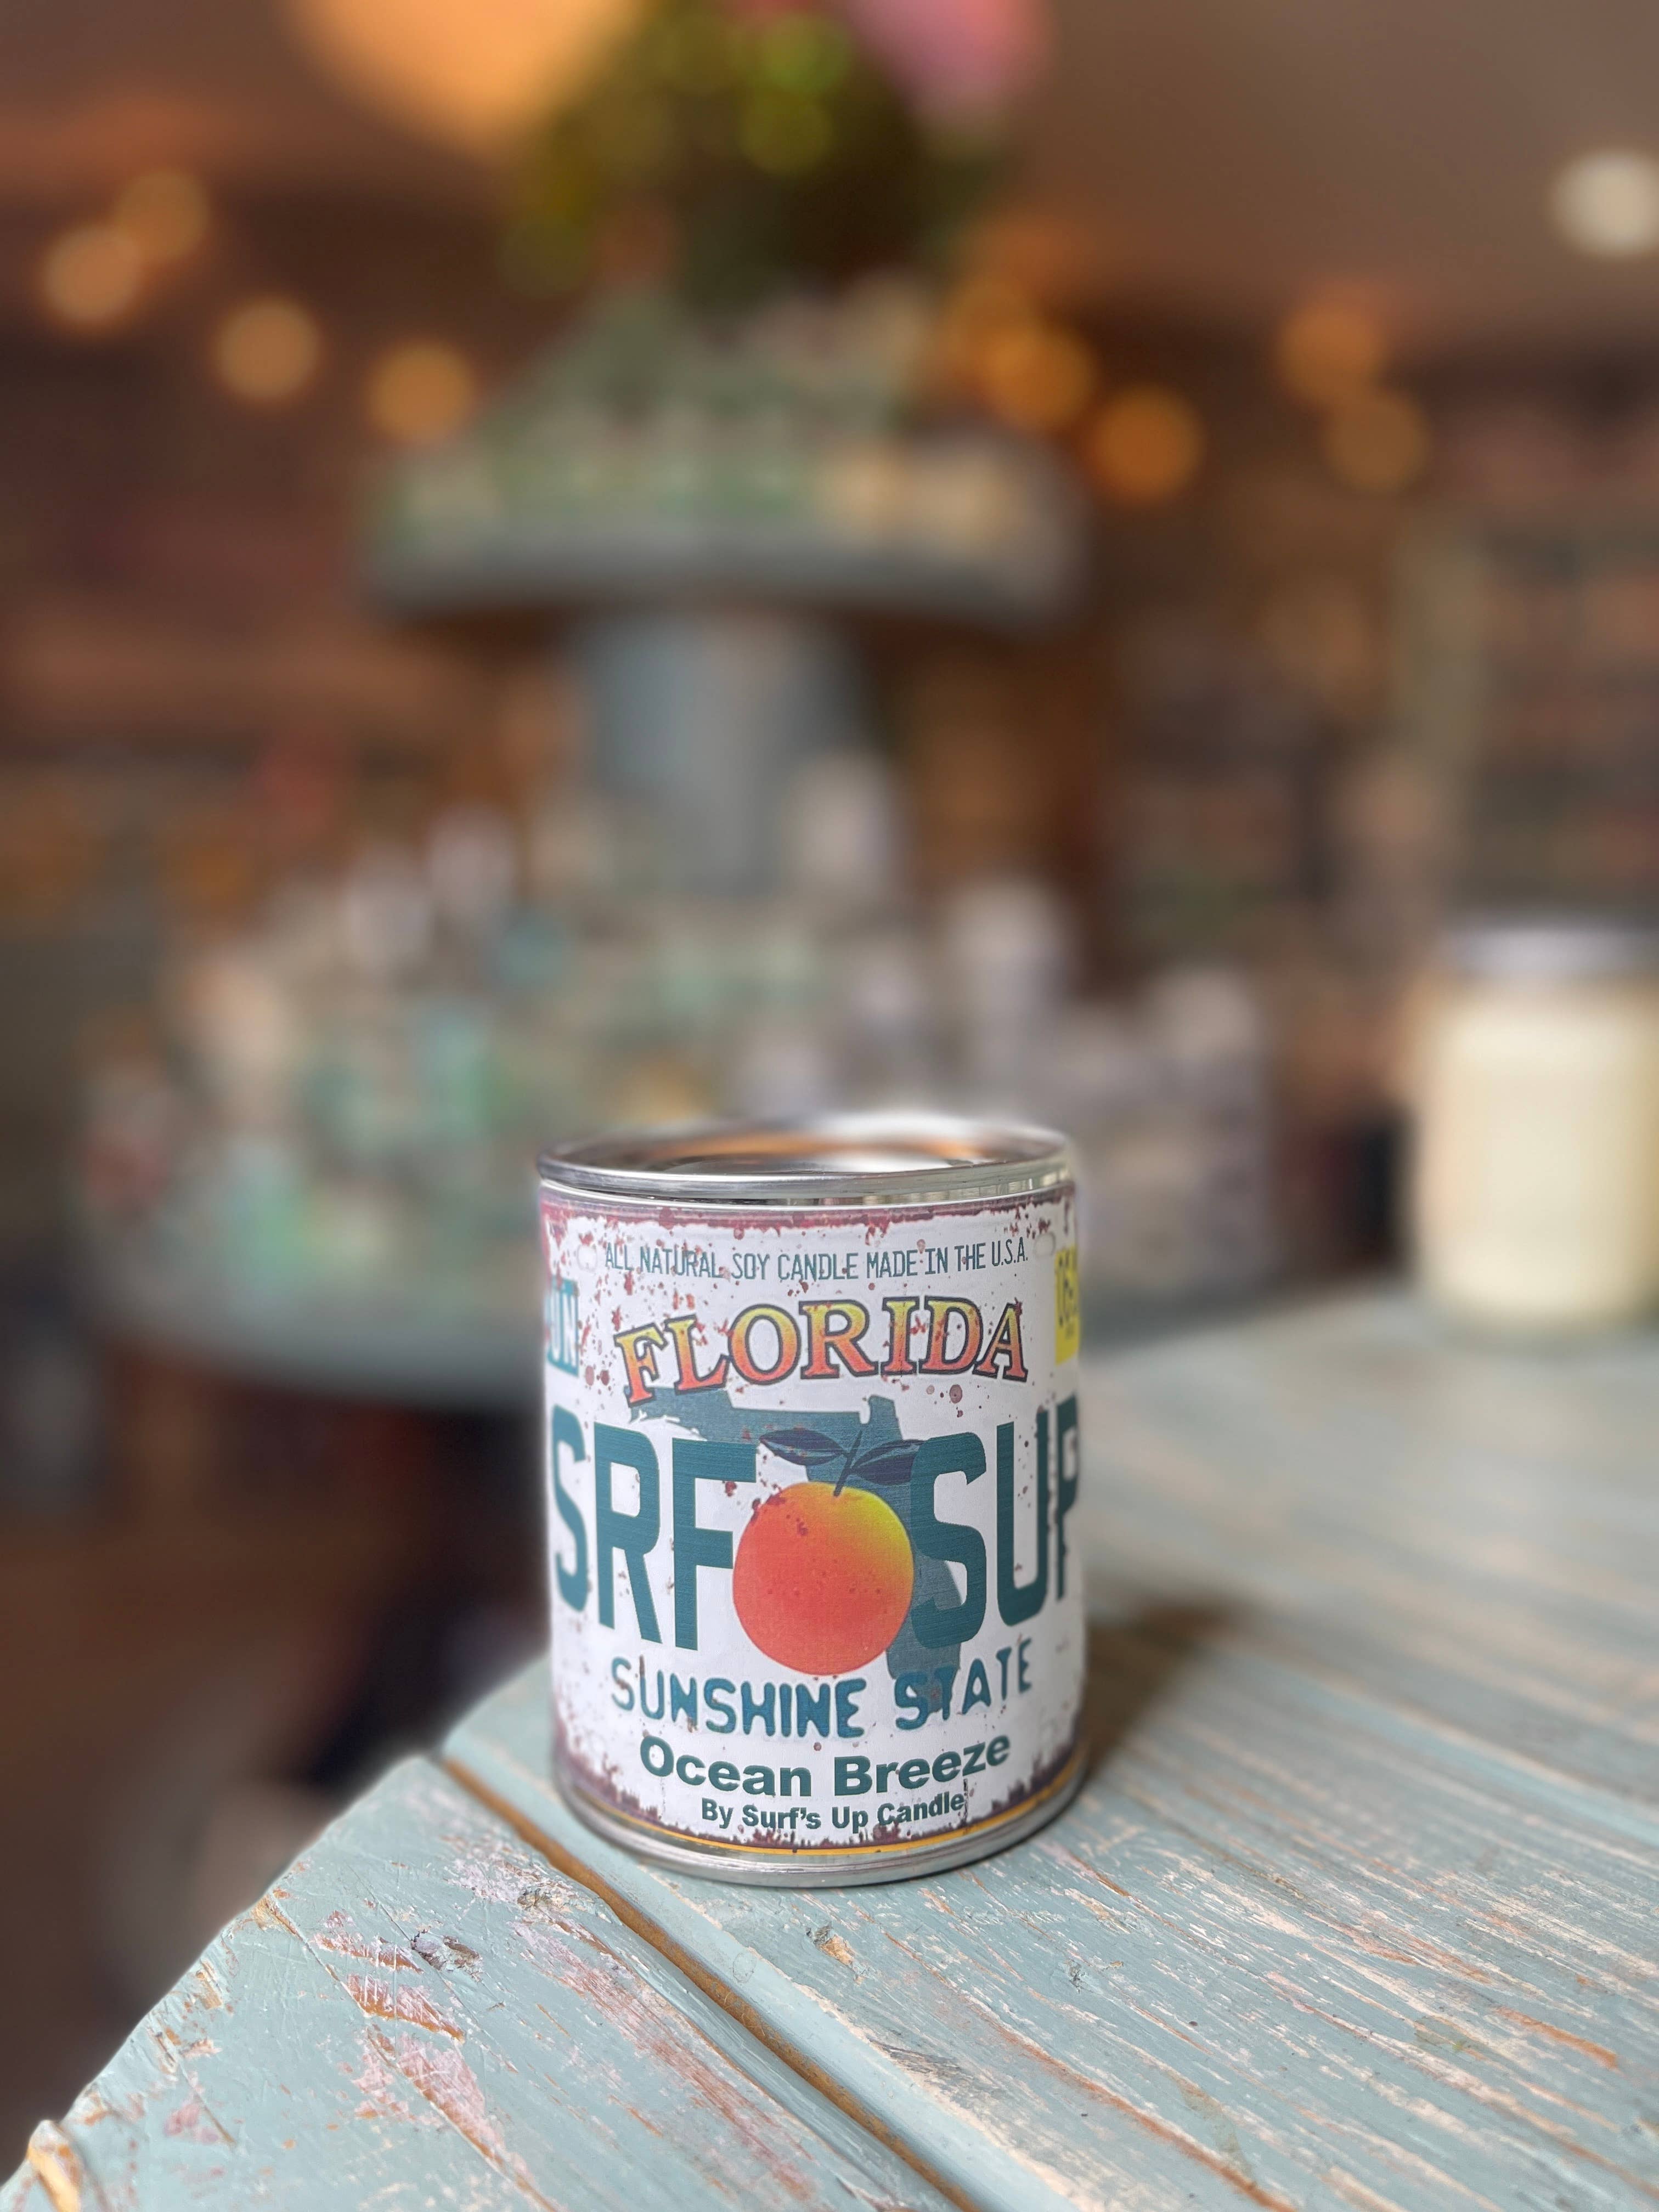 ALL NATURAL SOY CANDLE MADE IN THE U.S.A.
FLORIDA
SRF SUP
SUNSHINE STATE
Ocean Breeze
By Surf's Up Candle